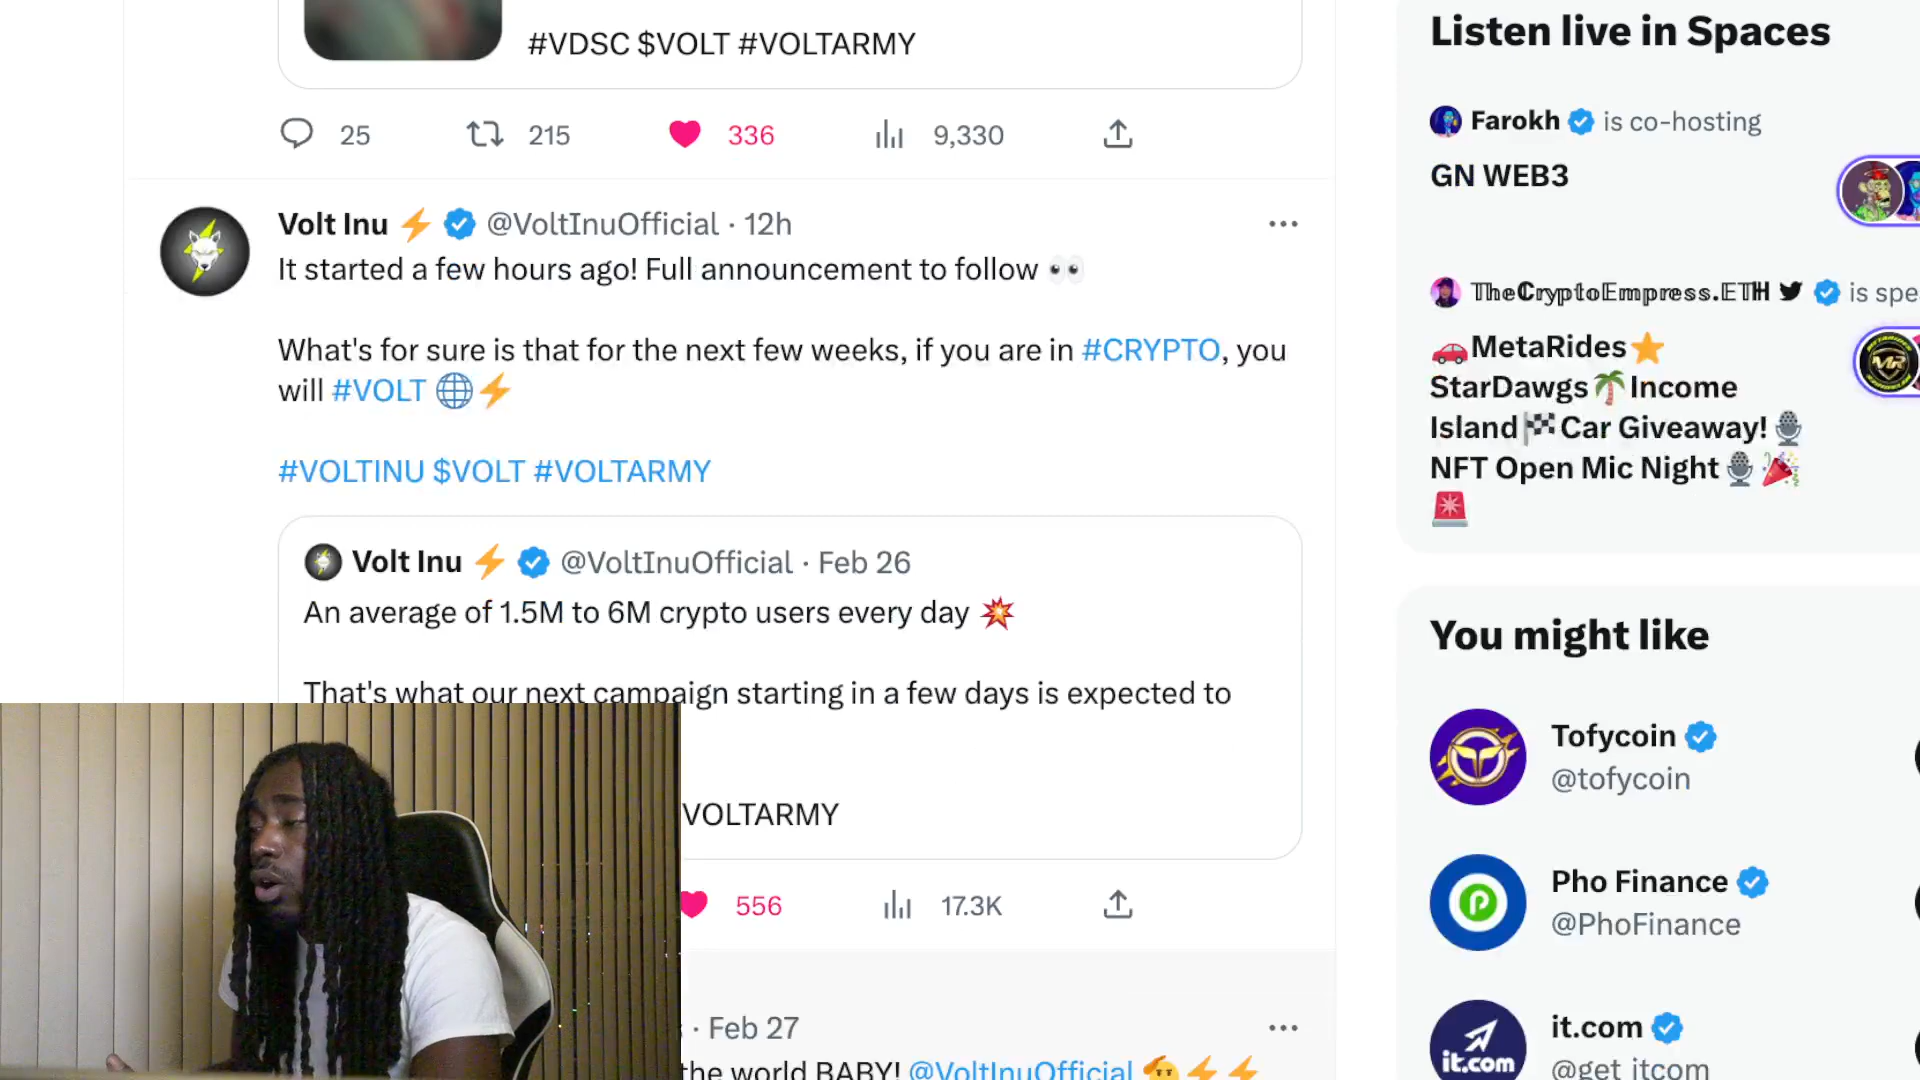 #VDSC $VOLT #VOLTARMY
25 215 336 9,330
Volt Inu ⚡ @VoltInuOfficial · 12h
It started a few hours ago! Full announcement to follow 👀
What's for sure is that for the next few weeks, if you are in #CRYPTO, you
will #VOLT 🌐⚡
#VOLTINU $VOLT #VOLTARMY
Volt Inu ⚡ @VoltInuOfficial · Feb 26
An average of 1.5M to 6M crypto users every day 💥
That's what our next campaign starting in a few days is expected to
VOLTARMY
556 17.3K
· Feb 27
the world BABY! @VoltInuOfficial ⚡⚡
Listen live in Spaces
Farokh is co-hosting
GN WEB3
𝕋𝕙𝕖ℂ𝕣𝕪𝕡𝕥𝕠𝔼𝕞𝕡𝕣𝕖𝕤𝕤.𝔼𝕋ℍ is spe
🚗MetaRides⭐
StarDawgs🌴Income
Island🏁Car Giveaway!🎙
NFT Open Mic Night🎙🎉
🚨
MR
You might like
Tofycoin
@tofycoin
Pho Finance
@PhoFinance
it.com
it.com
@get_itcom